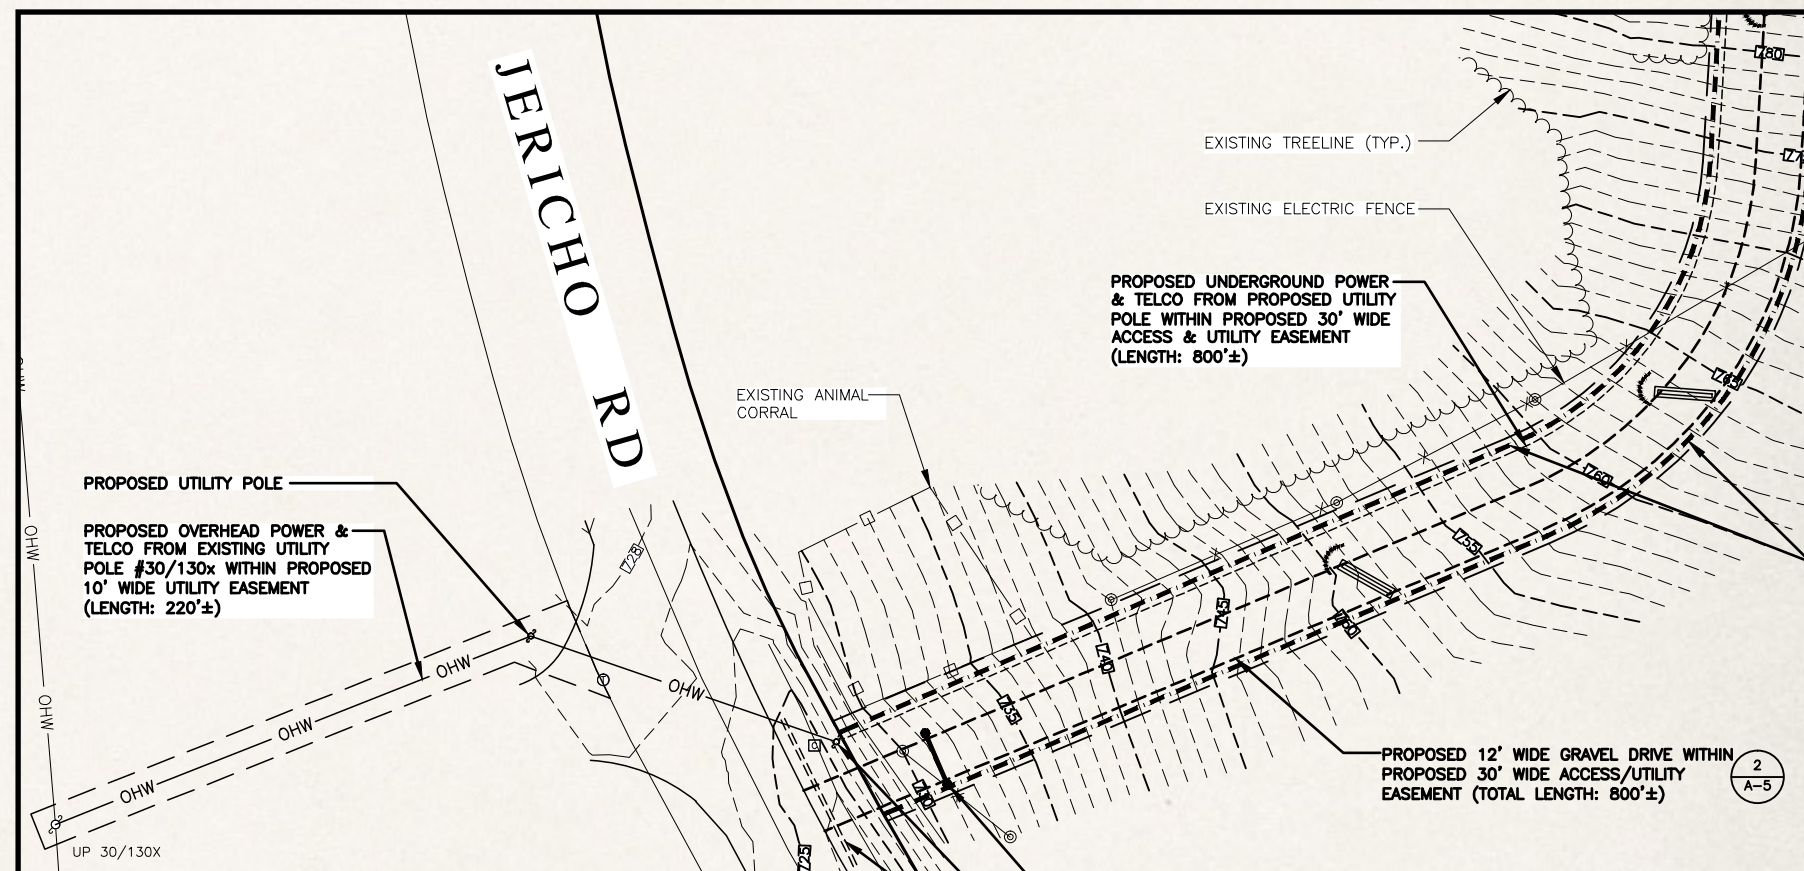 JERICHO RD
EXISTING TREELINE (TYP.)
EXISTING ELECTRIC FENCE
PROPOSED UNDERGROUND POWER
& TELCO FROM PROPOSED UTILITY
POLE WITHIN PROPOSED 30' WIDE
ACCESS & UTILITY EASEMENT
(LENGTH: 800'±)
EXISTING ANIMAL
CORRAL
PROPOSED UTILITY POLE
PROPOSED OVERHEAD POWER &
TELCO FROM EXISTING UTILITY
POLE #30/130x WITHIN PROPOSED
10' WIDE UTILITY EASEMENT
(LENGTH: 220'±)
OHW
OHW
OHW
OHW
OHW
OHW
UP 30/130X
PROPOSED 12' WIDE GRAVEL DRIVE WITHIN
PROPOSED 30' WIDE ACCESS/UTILITY
EASEMENT (TOTAL LENGTH: 800'±)
2
A-5
780
765
760
755
750
745
740
735
730
728
725
T